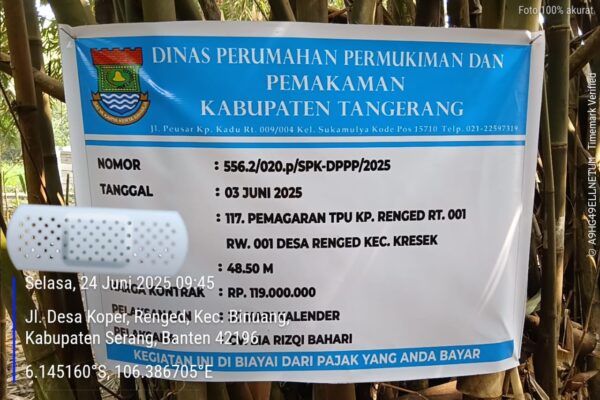 Foto 100% akurat.
DINAS PERUMAHAN PERMUKIMAN DAN
PEMAKAMAN
KABUPATEN TANGERANG
Jl. Peusar Kp. Kadu Rt. 009/004 Kel. Sukamulya Kode Pos 15710 Telp. 021-22597319
NOMOR : 556.2/020.p/SPK-DPPP/2025
TANGGAL : 03 JUNI 2025
: 117. PEMAGARAN TPU KP. RENGED RT. 001
RW. 001 DESA RENGED KEC. KRESEK
: 48.50 M
KONTRAK : RP. 119.000.000
KALENDER
RIZQI BAHARI
KEGIATAN INI DI BIAYAI DARI PAJAK YANG ANDA BAYAR
Selasa, 24 Juni 2025 09:45
Jl. Desa Koper, Renged, Kec. Binuang,
Kabupaten Serang, Banten 42196
6.145160°S, 106.386705°E
© A9HG49ELLNETUM Timemark Verified